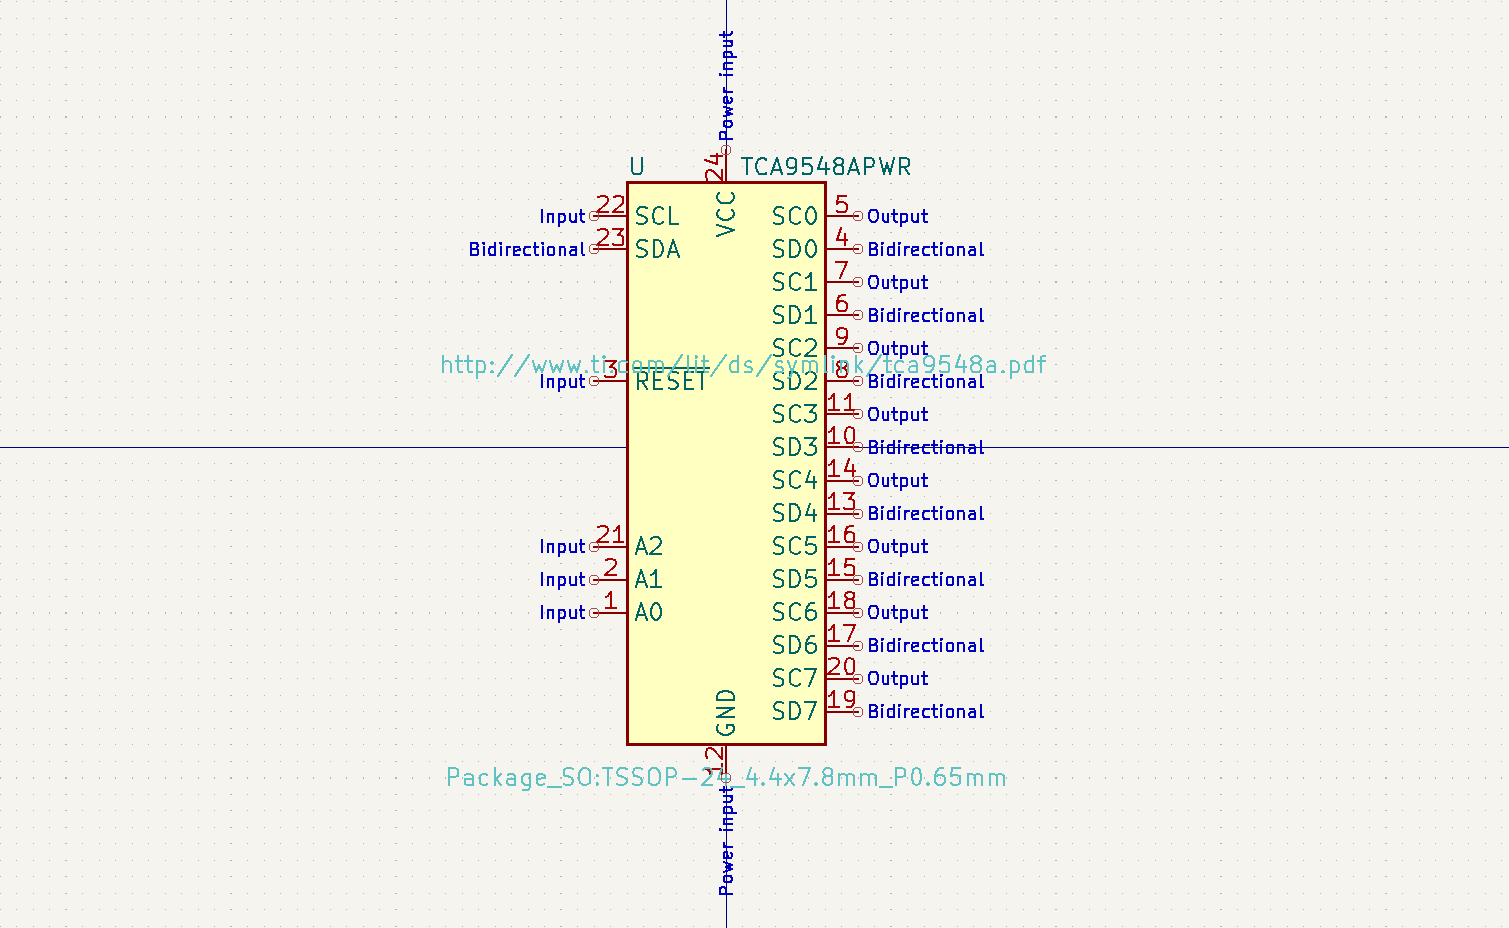 Power input
24
U TCA9548APWR
VCC
Input 22 SCL SC0 5 Output
Bidirectional 23 SDA SD0 4 Bidirectional
SC1 7 Output
SD1 6 Bidirectional
SC2 9 Output
http://www.ti.com/lit/ds/symlink/tca9548a.pdf
Input 3 RESET SD2 8 Bidirectional
SC3 11 Output
SD3 10 Bidirectional
SC4 14 Output
SD4 13 Bidirectional
Input 21 A2 SC5 16 Output
Input 2 A1 SD5 15 Bidirectional
Input 1 A0 SC6 18 Output
SD6 17 Bidirectional
SC7 20 Output
GND
SD7 19 Bidirectional
12
Package_SO:TSSOP-24_4.4x7.8mm_P0.65mm
Power input